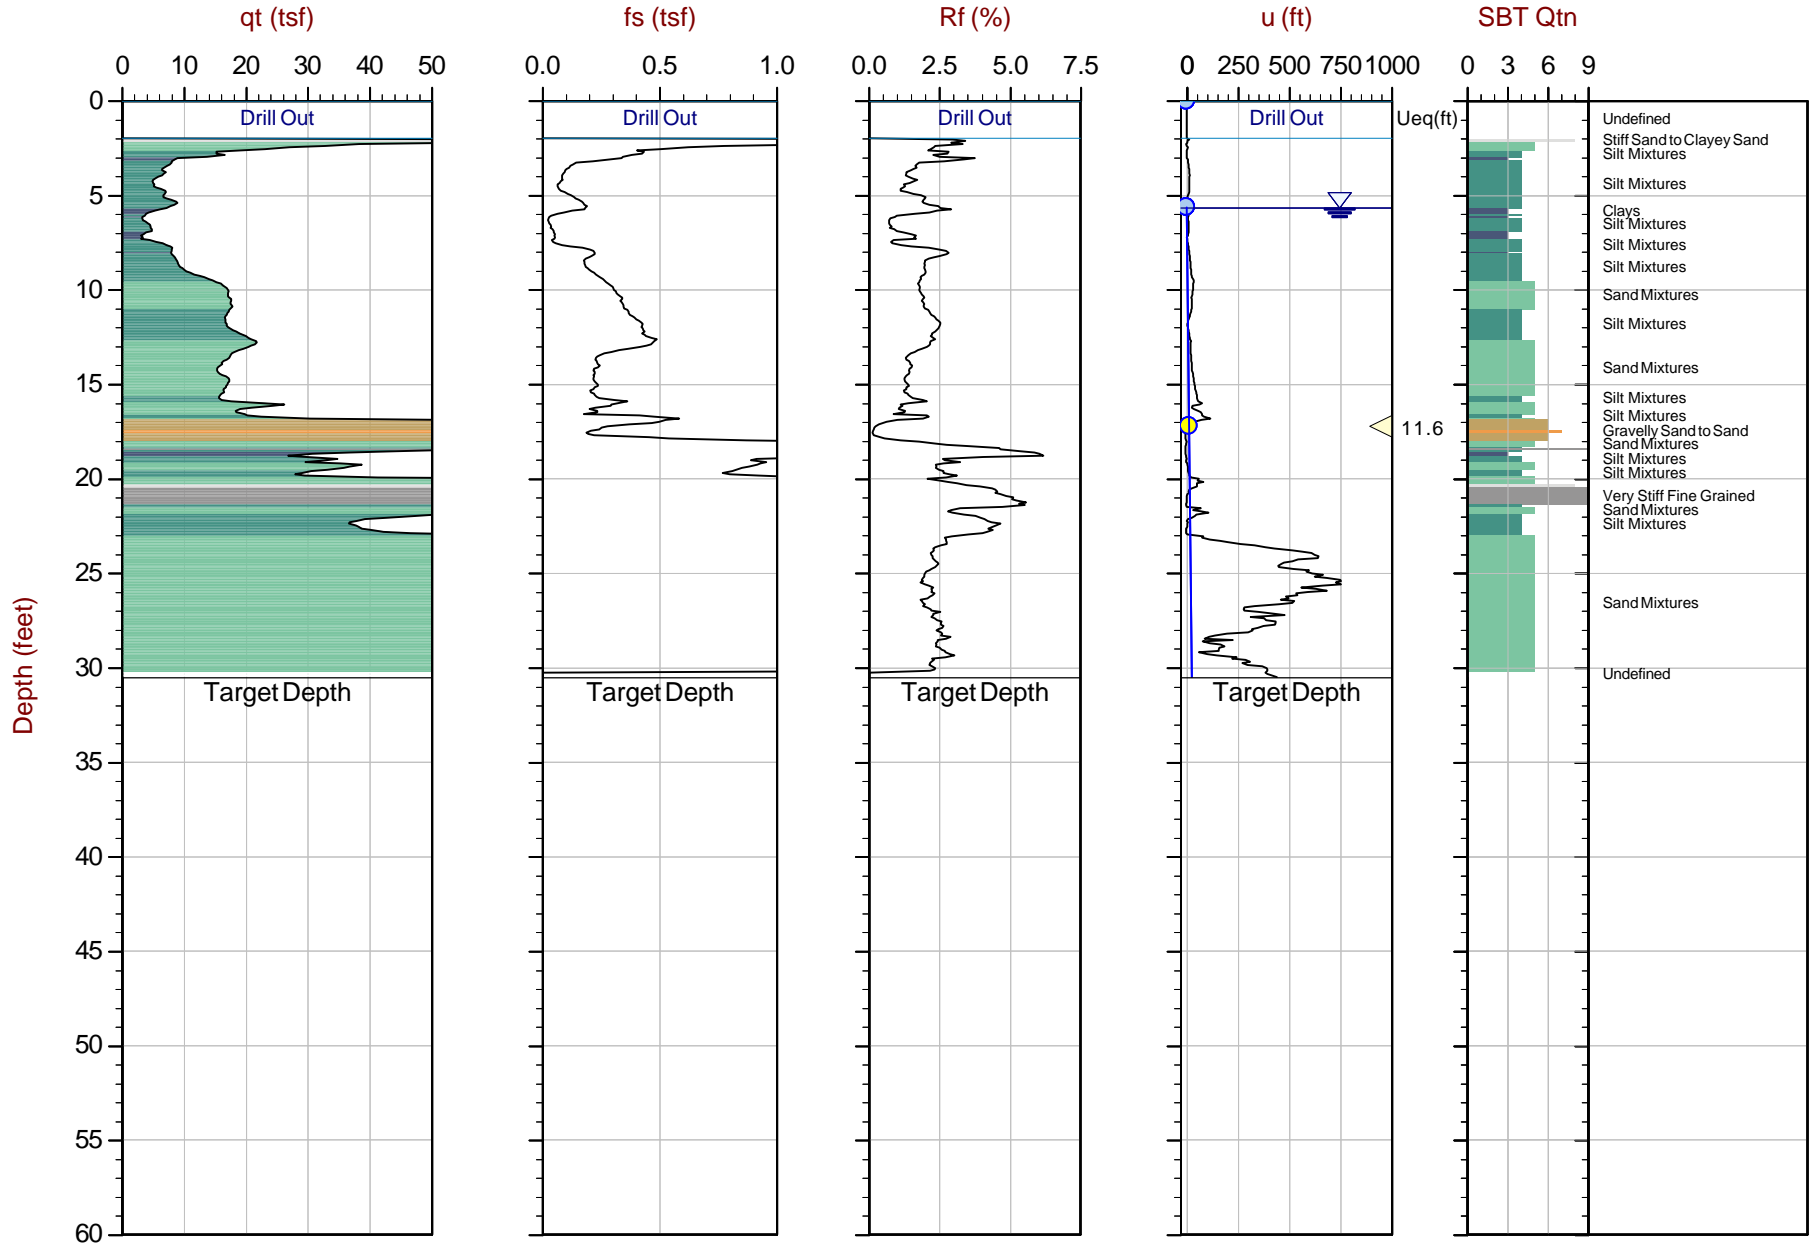 qt (tsf)
fs (tsf)
Rf (%)
u (ft)
SBT Qtn
0 10 20 30 40 50
0.0 0.5 1.0
0.0 2.5 5.0 7.5
0 250 500 750 1000
0 3 6 9
Depth (feet)
0
5
10
15
20
25
30
35
40
45
50
55
60
Drill Out
Drill Out
Drill Out
Drill Out
Ueq(ft)
11.6
Target Depth
Target Depth
Target Depth
Target Depth
Undefined
Stiff Sand to Clayey Sand
Silt Mixtures
Silt Mixtures
Clays
Silt Mixtures
Silt Mixtures
Silt Mixtures
Sand Mixtures
Silt Mixtures
Sand Mixtures
Silt Mixtures
Silt Mixtures
Gravelly Sand to Sand
Sand Mixtures
Silt Mixtures
Silt Mixtures
Very Stiff Fine Grained
Sand Mixtures
Silt Mixtures
Sand Mixtures
Undefined